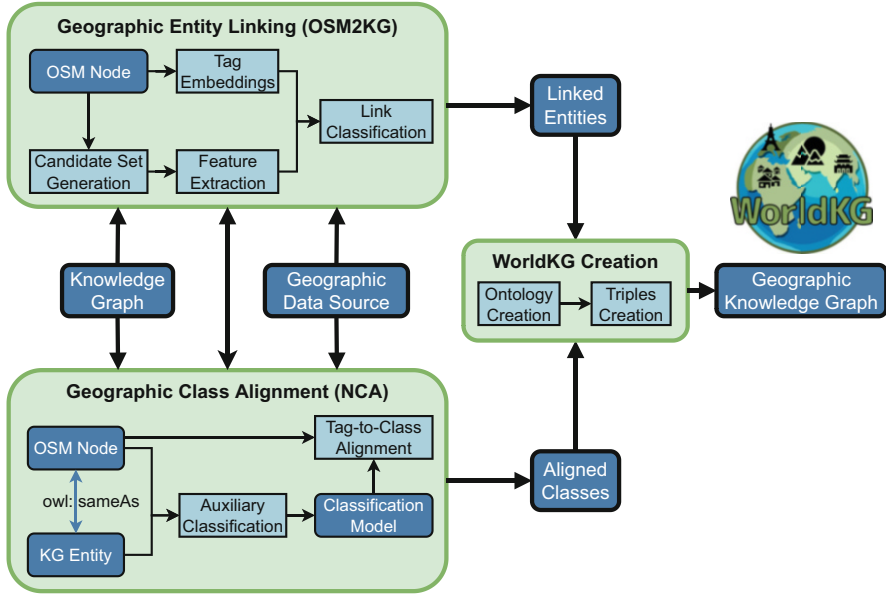 Geographic Entity Linking (OSM2KG)
OSM Node
Tag
Embeddings
Link
Classification
Candidate Set
Generation
Feature
Extraction
Linked
Entities
WorldKG
Knowledge
Graph
Geographic
Data Source
WorldKG Creation
Ontology
Creation
Triples
Creation
Geographic
Knowledge Graph
Geographic Class Alignment (NCA)
OSM Node
Tag-to-Class
Alignment
owl: sameAs
Auxiliary
Classification
Classification
Model
KG Entity
Aligned
Classes